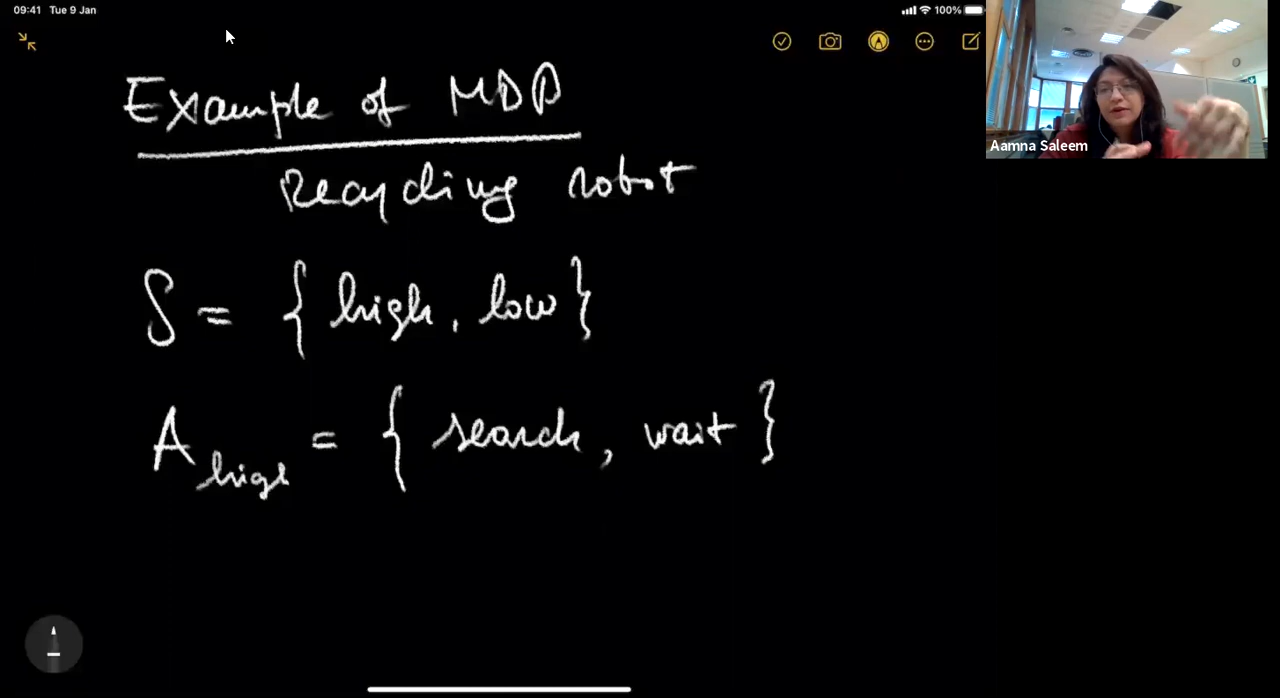 09:41 Tue 9 Jan
100%
Example of MDP
Recycling robot
S = { high, low }
A high = { search, wait }
Aamna Saleem